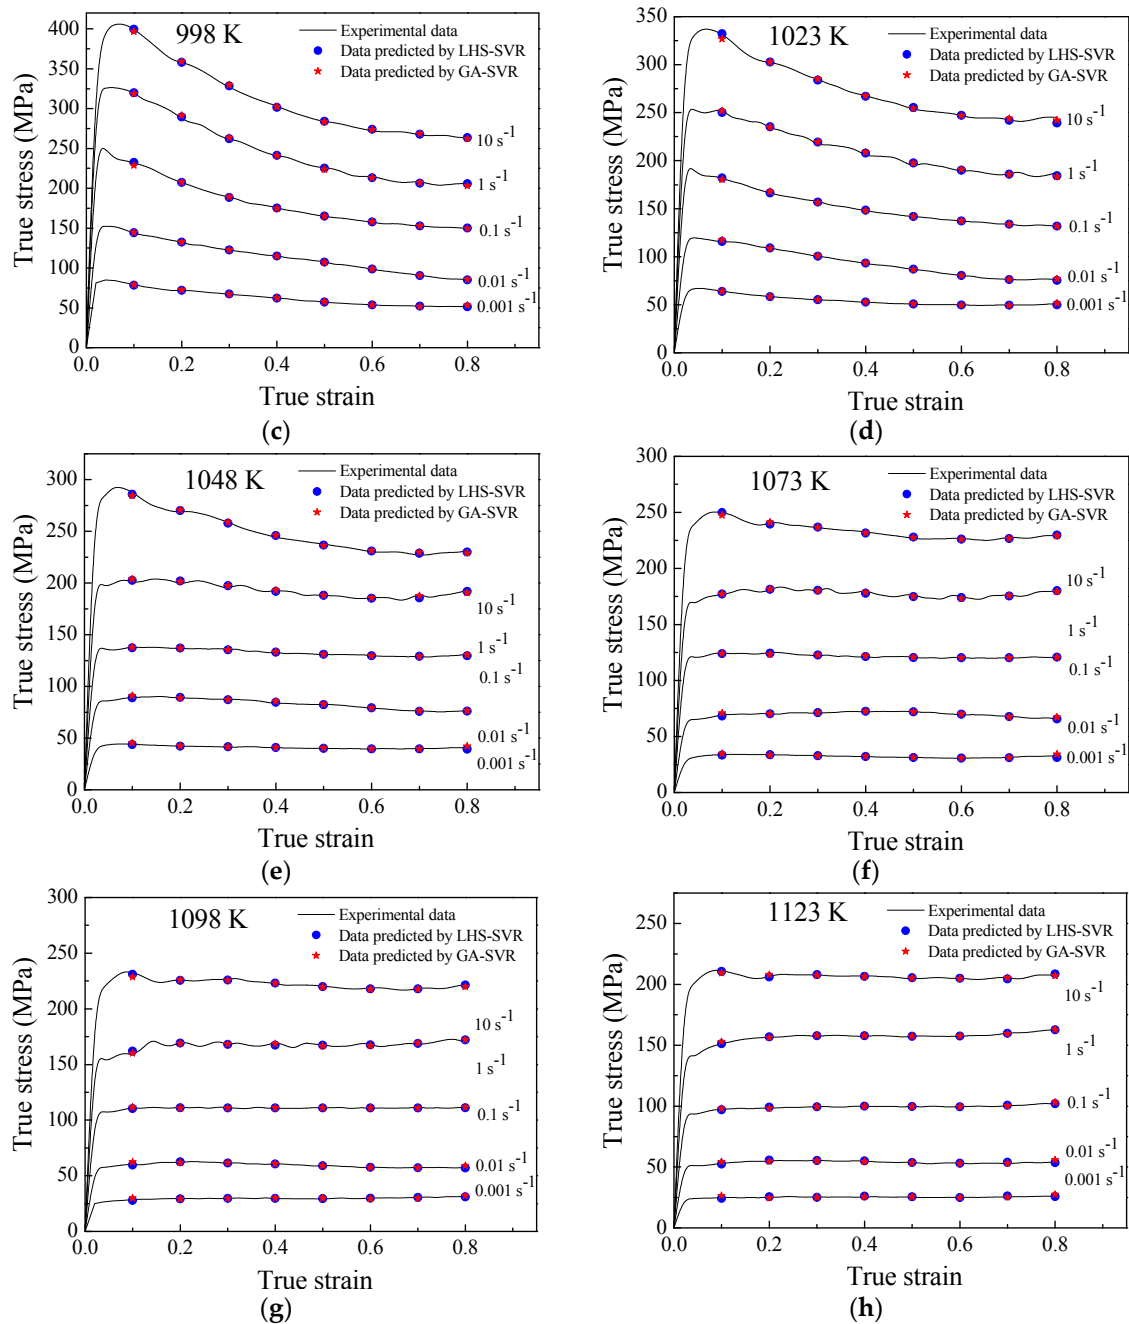 998 K
Experimental data
Data predicted by LHS-SVR
Data predicted by GA-SVR
True stress (MPa)
400
350
300
250
200
150
100
50
0
10 s-1
1 s-1
0.1 s-1
0.01 s-1
0.001 s-1
0.0 0.2 0.4 0.6 0.8
True strain
(c)
1023 K
Experimental data
Data predicted by LHS-SVR
Data predicted by GA-SVR
True stress (MPa)
350
300
250
200
150
100
50
0
10 s-1
1 s-1
0.1 s-1
0.01 s-1
0.001 s-1
0.0 0.2 0.4 0.6 0.8
True strain
(d)
1048 K
Experimental data
Data predicted by LHS-SVR
Data predicted by GA-SVR
True stress (MPa)
300
250
200
150
100
50
0
10 s-1
1 s-1
0.1 s-1
0.01 s-1
0.001 s-1
0.0 0.2 0.4 0.6 0.8
True strain
(e)
1073 K
Experimental data
Data predicted by LHS-SVR
Data predicted by GA-SVR
True stress (MPa)
250
200
150
100
50
0
10 s-1
1 s-1
0.1 s-1
0.01 s-1
0.001 s-1
0.0 0.2 0.4 0.6 0.8
True strain
(f)
1098 K
Experimental data
Data predicted by LHS-SVR
Data predicted by GA-SVR
True stress (MPa)
300
250
200
150
100
50
0
10 s-1
1 s-1
0.1 s-1
0.01 s-1
0.001 s-1
0.0 0.2 0.4 0.6 0.8
True strain
(g)
1123 K
Experimental data
Data predicted by LHS-SVR
Data predicted by GA-SVR
True stress (MPa)
250
200
150
100
50
0
10 s-1
1 s-1
0.1 s-1
0.01 s-1
0.001 s-1
0.0 0.2 0.4 0.6 0.8
True strain
(h)